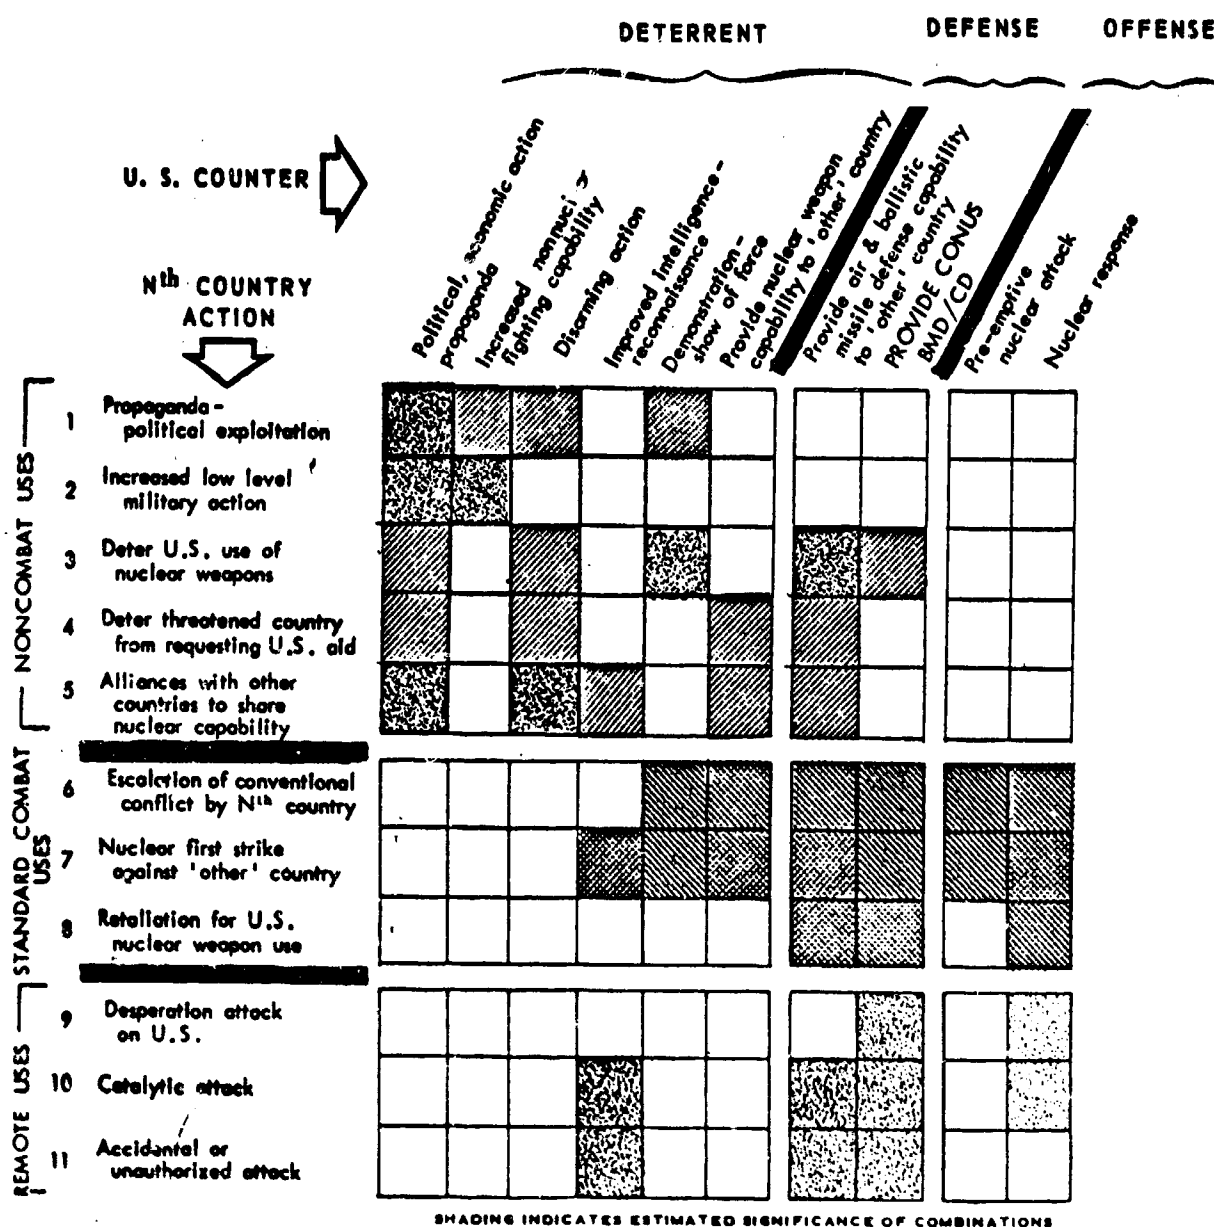 DETERRENT DEFENSE OFFENSE
U. S. COUNTER
Nth COUNTRY
ACTION
Political, economic action
propaganda
Increased
fighting capability
Disarming action
Improved intelligence-
reconnaissance
Demonstration-
show of force
Provide nuclear weapon
capability to 'other' country
Provide air & ballistic
missile defense capability
to 'other' country
PROVIDE CONUS
BMD/CD
Pre-emptive
nuclear attack
Nuclear response
NONCOMBAT USES
1 Propaganda-
political exploitation
2 Increased low level
military action
3 Deter U.S. use of
nuclear weapons
4 Deter threatened country
from requesting U.S. aid
5 Alliances with other
countries to share
nuclear capability
STANDARD COMBAT
USES
6 Escalation of conventional
conflict by Nth country
7 Nuclear first strike
against 'other' country
8 Retaliation for U.S.
nuclear weapon use
REMOTE USES
9 Desperation attack
on U.S.
10 Catalytic attack
11 Accidental or
unauthorized attack
SHADING INDICATES ESTIMATED SIGNIFICANCE OF COMBINATIONS